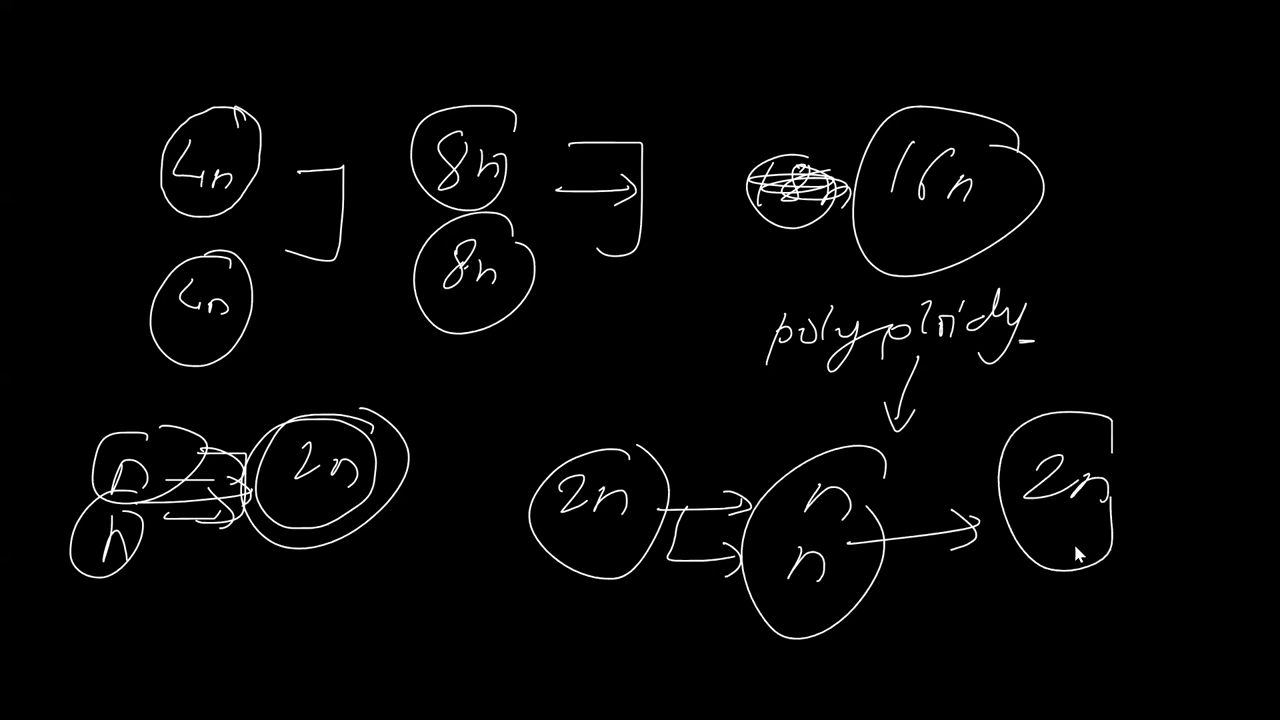 4n 8n 16n
4n 8n
polyploidy
n 2n 2n n 2n
n n